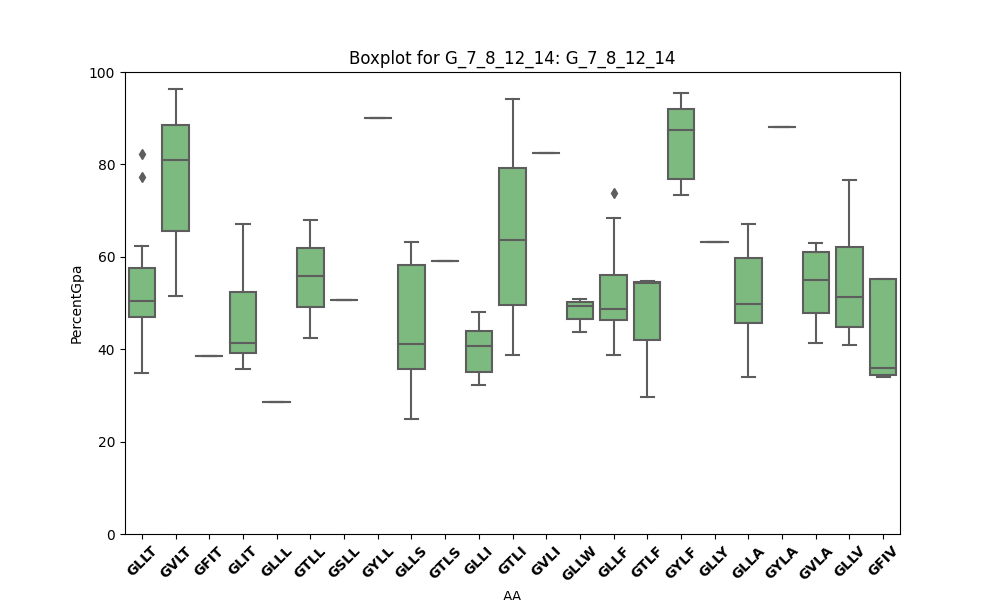 Boxplot for G_7_8_12_14: G_7_8_12_14
100
80
60
40
20
0
PercentGpa
GLLT GVLT GFIT GLIT GLLL GTLL GSLL GYLL GLLS GTLS GLLI GTLI GVLI GLLW GLLF GTLF GYLF GLLY GLLA GYLA GVLA GLLV GFIV
AA